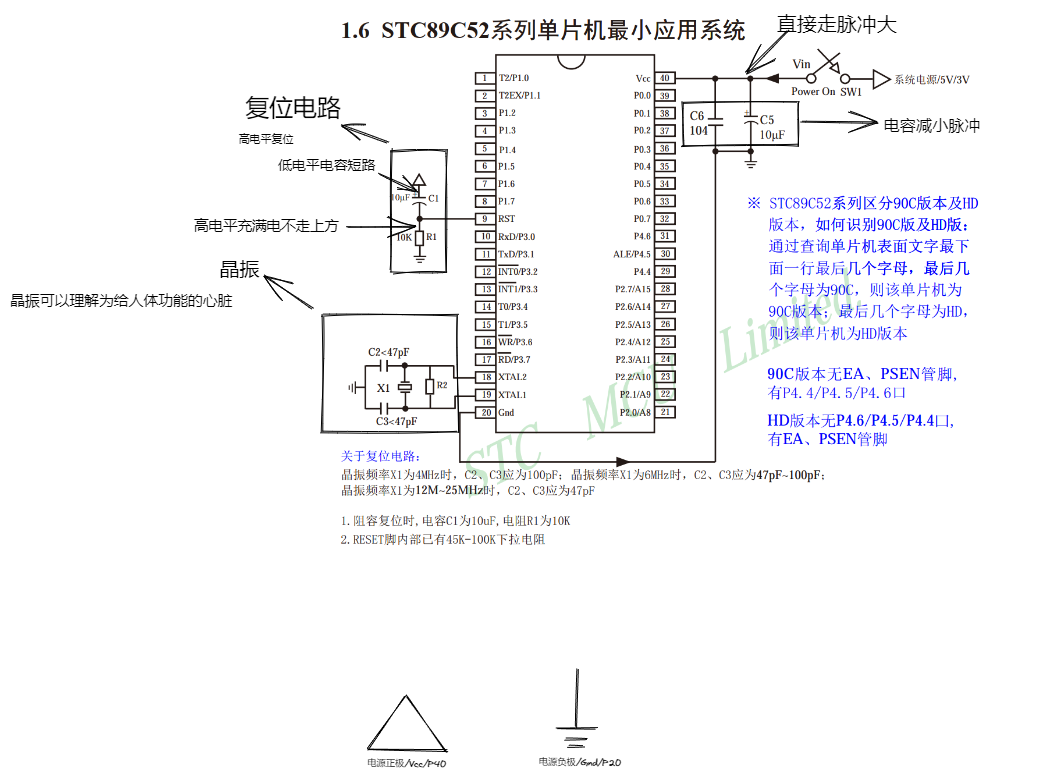 1.6 STC89C52系列单片机最小应用系统
直接走脉冲大
复位电路
高电平复位
低电平电容短路
高电平充满电不走上方
晶振
晶振可以理解为给人体功能的心脏
10μF
C1
10K
R1
C2<47pF
X1
R2
C3<47pF
1 T2/P1.0
2 T2EX/P1.1
3 P1.2
4 P1.3
5 P1.4
6 P1.5
7 P1.6
8 P1.7
9 RST
10 RxD/P3.0
11 TxD/P3.1
12 INT0/P3.2
13 INT1/P3.3
14 T0/P3.4
15 T1/P3.5
16 WR/P3.6
17 RD/P3.7
18 XTAL2
19 XTAL1
20 Gnd
Vcc 40
P0.0 39
P0.1 38
P0.2 37
P0.3 36
P0.4 35
P0.5 34
P0.6 33
P0.7 32
P4.6 31
ALE/P4.5 30
P4.4 29
P2.7/A15 28
P2.6/A14 27
P2.5/A13 26
P2.4/A12 25
P2.3/A11 24
P2.2/A10 23
P2.1/A9 22
P2.0/A8 21
Vin
Power On SW1
系统电源/5V/3V
C6
104
+
C5
10μF
电容减小脉冲
※ STC89C52系列区分90C版本及HD
版本，如何识别90C版及HD版：
通过查询单片机表面文字最下
面一行最后几个字母，最后几
个字母为90C，则该单片机为
90C版本；最后几个字母为HD，
则该单片机为HD版本
90C版本无EA、PSEN管脚，
有P4.4/P4.5/P4.6口
HD版本无P4.6/P4.5/P4.4口，
有EA、PSEN管脚
STC MCU Limited.
关于复位电路：
晶振频率X1为4MHz时，C2、C3应为100pF；晶振频率X1为6MHz时，C2、C3应为47pF~100pF；
晶振频率X1为12M~25MHz时，C2、C3应为47pF
1.阻容复位时,电容C1为10uF,电阻R1为10K
2.RESET脚内部已有45K-100K下拉电阻
电源正极/Vcc/P40
电源负极/Gnd/P20